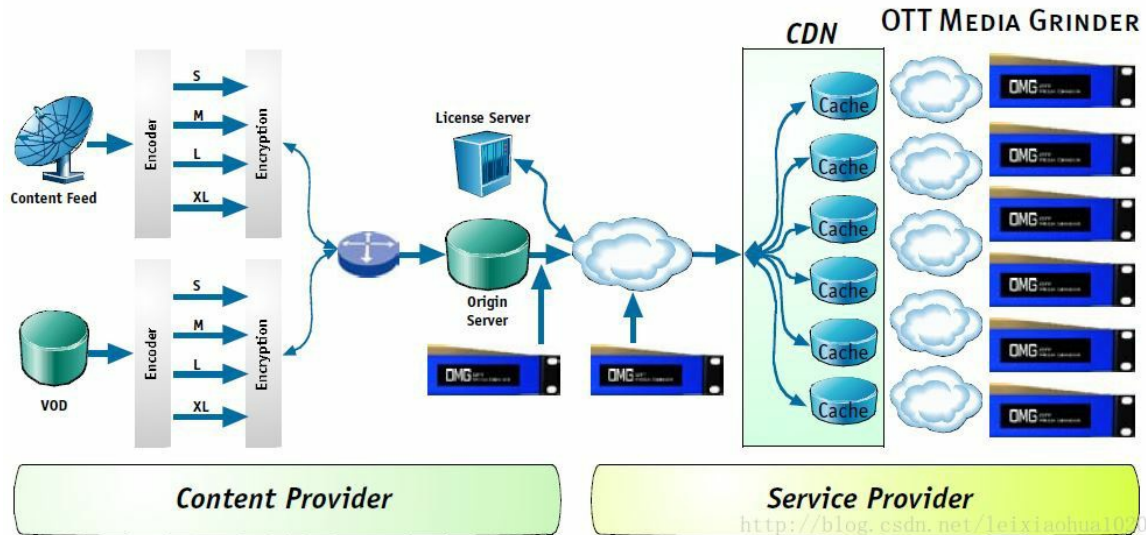 OTT MEDIA GRINDER
CDN
Content Feed
Encoder
S
M
L
XL
Encryption
License Server
Origin
Server
VOD
Encoder
S
M
L
XL
Encryption
OMG
OMG
Cache
Cache
Cache
Cache
Cache
Cache
OMG
OMG
OMG
OMG
OMG
OMG
Content Provider
Service Provider
http://blog.csdn.net/leixiaohua1020